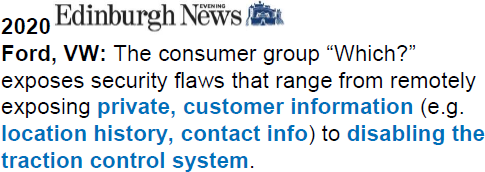 2020 Edinburgh EVENING News
Ford, VW: The consumer group “Which?”
exposes security flaws that range from remotely
exposing private, customer information (e.g.
location history, contact info) to disabling the
traction control system.